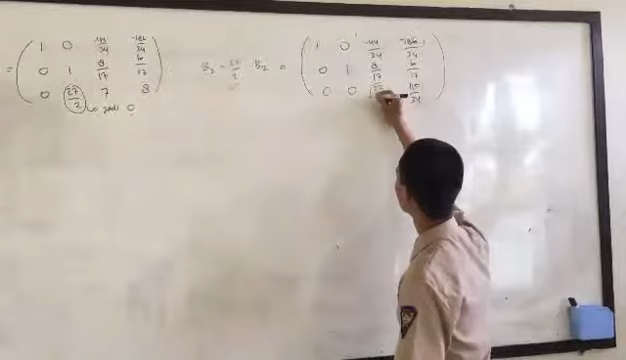 1 0 -44/34 -186/34
= 0 1 8/17 6/17 B₃ - 27/2 B₂ =
0 27/2 7 8
↳ jadi 0
1 0 -44/34 -186/34
0 1 8/17 6/17
0 0 110/34